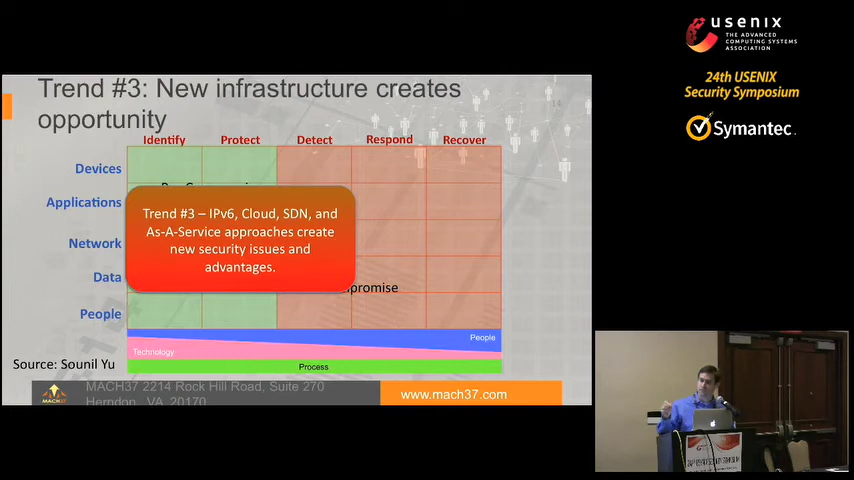 Trend #3: New infrastructure creates
opportunity
14
Identify Protect Detect Respond Recover
Devices
Applications
Network
Data
People
Trend #3 – IPv6, Cloud, SDN, and
As-A-Service approaches create
new security issues and
advantages.
promise
People
Technology
Process
Source: Sounil Yu
MACH37
MACH37 2214 Rock Hill Road, Suite 270
Herndon, VA 20170
www.mach37.com
usenix
THE ADVANCED
COMPUTING SYSTEMS
ASSOCIATION
24th USENIX
Security Symposium
Symantec.